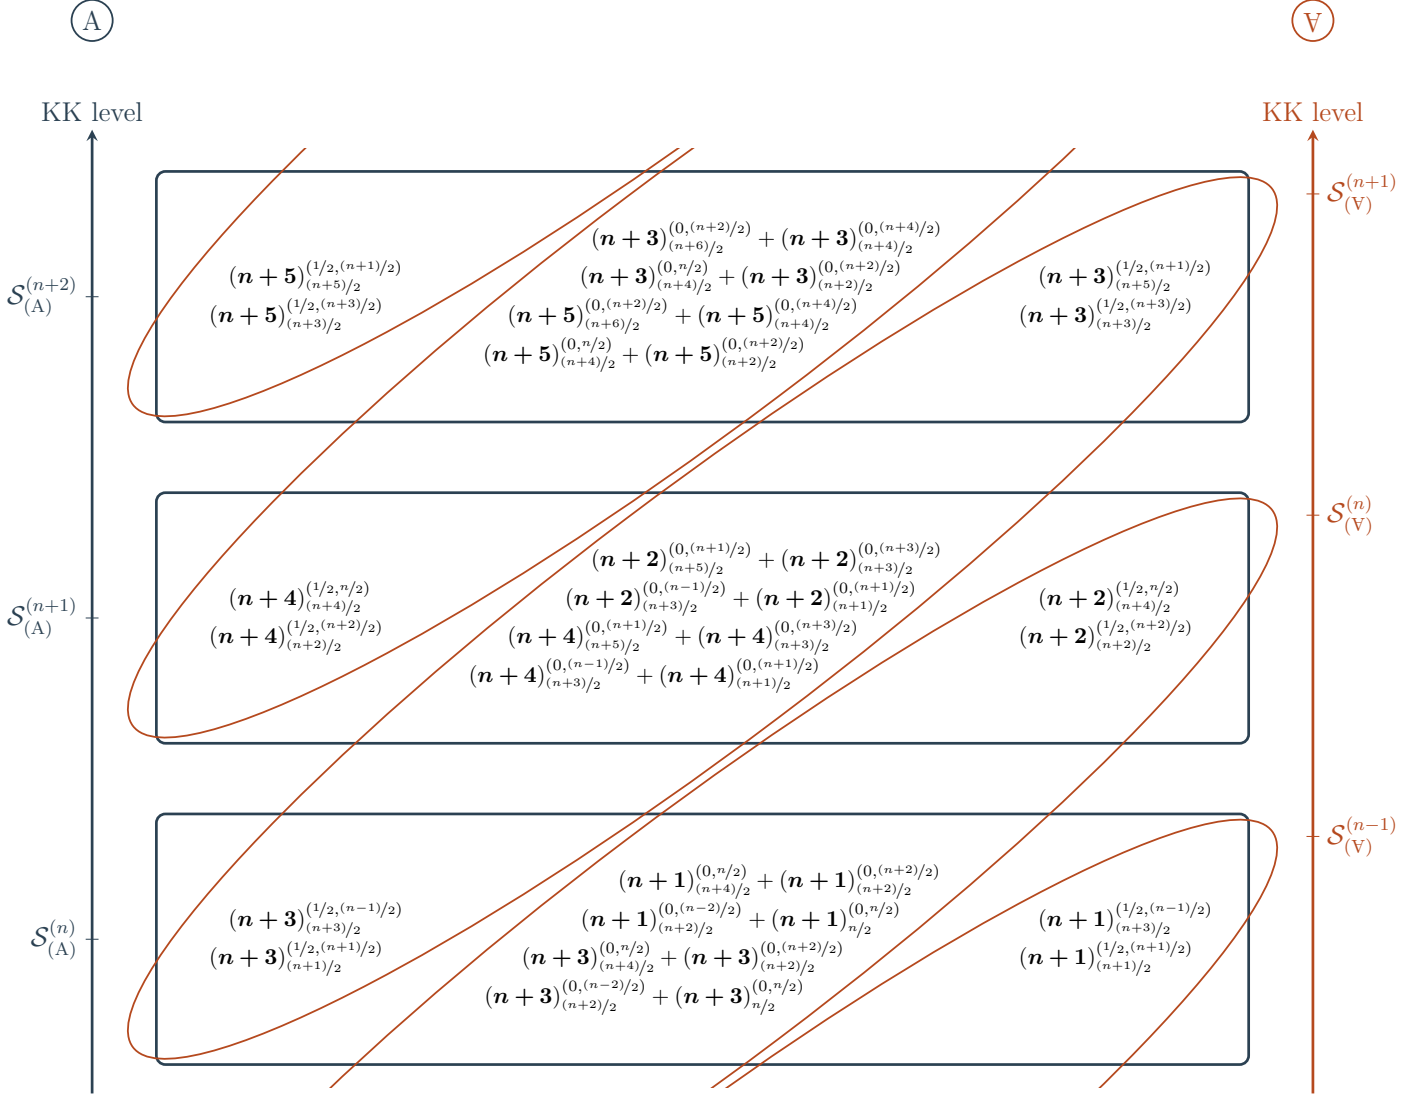 A ∀
KK level KK level
𝒮_{(A)}^{(n+2)}
𝒮_{(∀)}^{(n+1)}
(n + 5)_{(n+5)/2}^{(1/2,(n+1)/2)}
(n + 5)_{(n+3)/2}^{(1/2,(n+3)/2)}
(n + 3)_{(n+6)/2}^{(0,(n+2)/2)} + (n + 3)_{(n+4)/2}^{(0,(n+4)/2)}
(n + 3)_{(n+4)/2}^{(0,n/2)} + (n + 3)_{(n+2)/2}^{(0,(n+2)/2)}
(n + 5)_{(n+6)/2}^{(0,(n+2)/2)} + (n + 5)_{(n+4)/2}^{(0,(n+4)/2)}
(n + 5)_{(n+4)/2}^{(0,n/2)} + (n + 5)_{(n+2)/2}^{(0,(n+2)/2)}
(n + 3)_{(n+5)/2}^{(1/2,(n+1)/2)}
(n + 3)_{(n+3)/2}^{(1/2,(n+3)/2)}
𝒮_{(A)}^{(n+1)}
𝒮_{(∀)}^{(n)}
(n + 4)_{(n+4)/2}^{(1/2,n/2)}
(n + 4)_{(n+2)/2}^{(1/2,(n+2)/2)}
(n + 2)_{(n+5)/2}^{(0,(n+1)/2)} + (n + 2)_{(n+3)/2}^{(0,(n+3)/2)}
(n + 2)_{(n+3)/2}^{(0,(n-1)/2)} + (n + 2)_{(n+1)/2}^{(0,(n+1)/2)}
(n + 4)_{(n+5)/2}^{(0,(n+1)/2)} + (n + 4)_{(n+3)/2}^{(0,(n+3)/2)}
(n + 4)_{(n+3)/2}^{(0,(n-1)/2)} + (n + 4)_{(n+1)/2}^{(0,(n+1)/2)}
(n + 2)_{(n+4)/2}^{(1/2,n/2)}
(n + 2)_{(n+2)/2}^{(1/2,(n+2)/2)}
𝒮_{(A)}^{(n)}
𝒮_{(∀)}^{(n-1)}
(n + 3)_{(n+3)/2}^{(1/2,(n-1)/2)}
(n + 3)_{(n+1)/2}^{(1/2,(n+1)/2)}
(n + 1)_{(n+4)/2}^{(0,n/2)} + (n + 1)_{(n+2)/2}^{(0,(n+2)/2)}
(n + 1)_{(n+2)/2}^{(0,(n-2)/2)} + (n + 1)_{n/2}^{(0,n/2)}
(n + 3)_{(n+4)/2}^{(0,n/2)} + (n + 3)_{(n+2)/2}^{(0,(n+2)/2)}
(n + 3)_{(n+2)/2}^{(0,(n-2)/2)} + (n + 3)_{n/2}^{(0,n/2)}
(n + 1)_{(n+3)/2}^{(1/2,(n-1)/2)}
(n + 1)_{(n+1)/2}^{(1/2,(n+1)/2)}